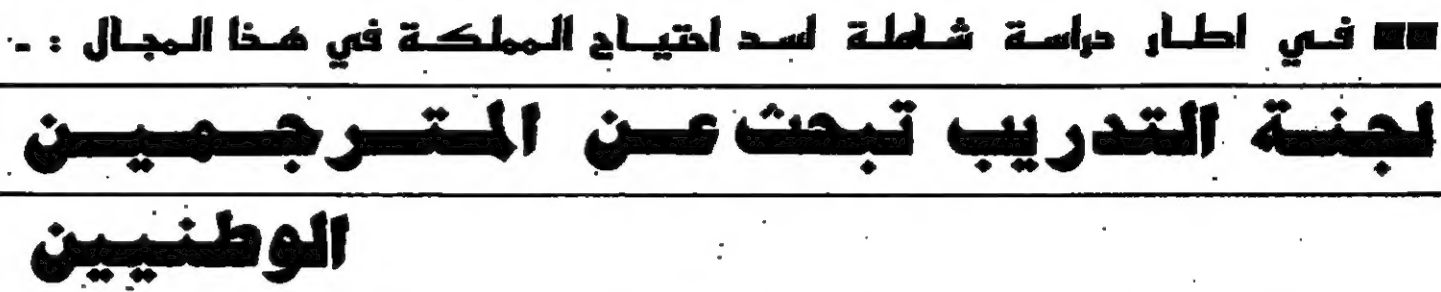 ■■ في اطار دراسة شاملة لسد احتياج المملكة في هذا المجال : -
لجنة التدريب تبحث عن المترجمين
الوطنيين